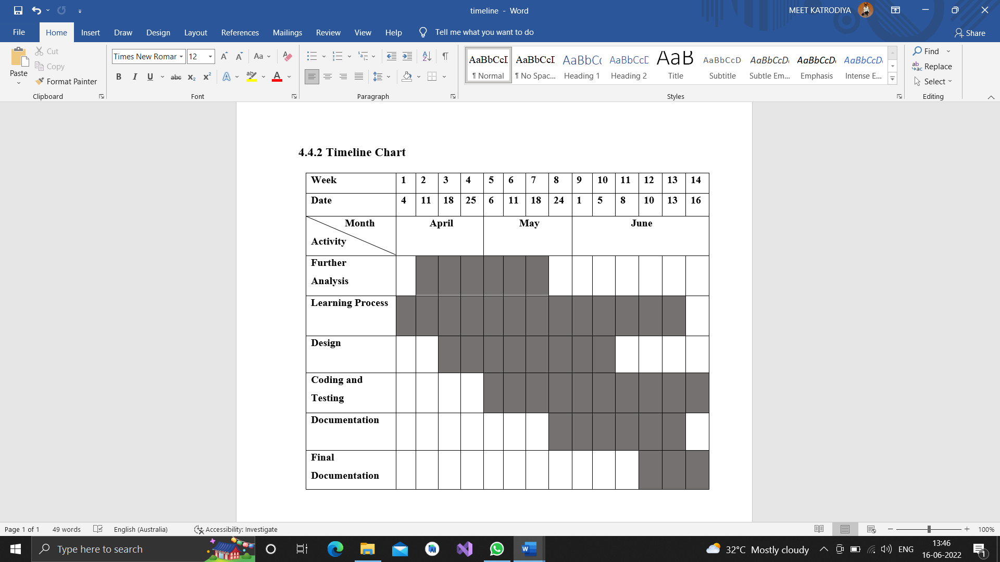 timeline - Word
MEET KATRODIYA
File Home Insert Draw Design Layout References Mailings Review View Help Tell me what you want to do
Share
Paste
Cut
Copy
Format Painter
Clipboard
Times New Romar 12
Font
Paragraph
AaBbCcI AaBbCcI AaBbC AaBbCcC AaB AaBbCcD AaBbCcD AaBbCcD AaBbCcD
¶ Normal ¶ No Spac... Heading 1 Heading 2 Title Subtitle Subtle Em... Emphasis Intense E...
Styles
Find
Replace
Select
Editing
4.4.2 Timeline Chart
Week 1 2 3 4 5 6 7 8 9 10 11 12 13 14
Date 4 11 18 25 6 11 18 24 1 5 8 10 13 16
Month April May June
Activity
Further
Analysis
Learning Process
Design
Coding and
Testing
Documentation
Final
Documentation
Page 1 of 1 49 words English (Australia) Accessibility: Investigate 100%
Type here to search
32°C Mostly cloudy ENG
13:46
16-06-2022
1